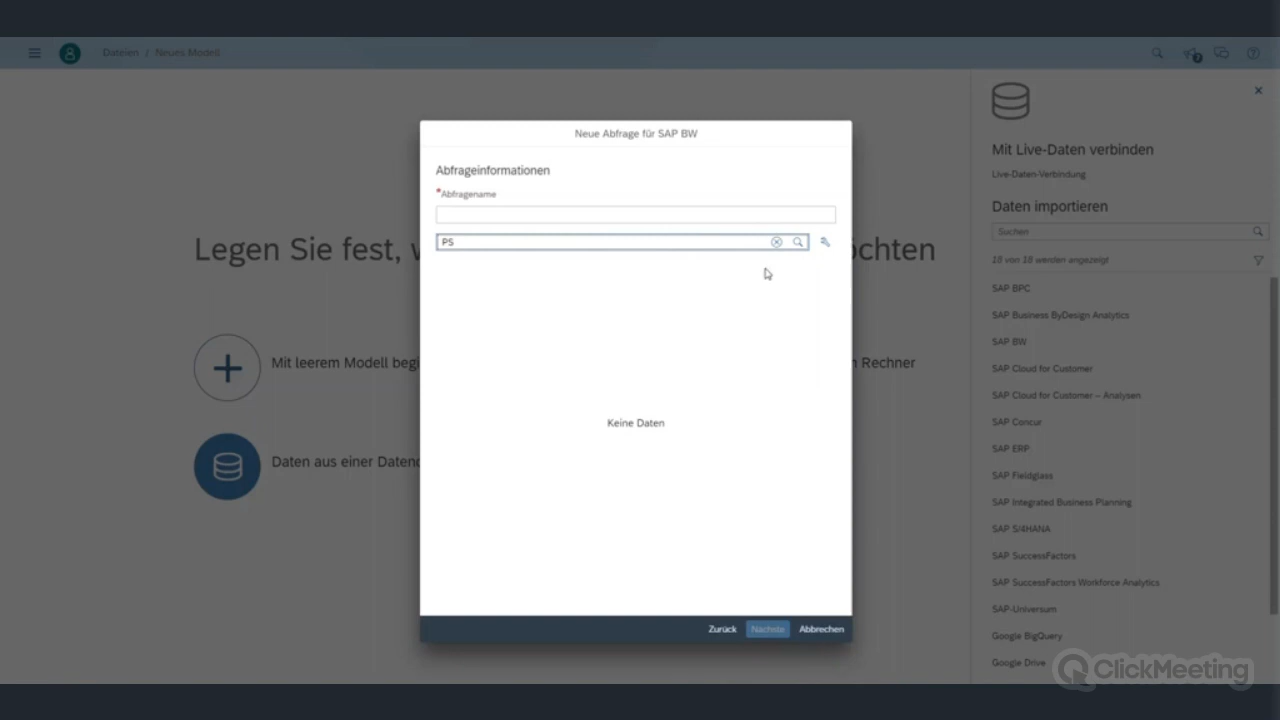 Dateien / Neues Modell
?
Neue Abfrage für SAP BW
Abfrageinformationen
*Abfragename
PS
Keine Daten
Zurück Nächste Abbrechen
Legen Sie fest,
öchten
Mit leerem Modell begi
n Rechner
Daten aus einer Daten
Mit Live-Daten verbinden
Live-Daten-Verbindung
Daten importieren
Suchen
18 von 18 werden angezeigt
SAP BPC
SAP Business ByDesign Analytics
SAP BW
SAP Cloud for Customer
SAP Cloud for Customer – Analysen
SAP Concur
SAP ERP
SAP Fieldglass
SAP Integrated Business Planning
SAP S/4HANA
SAP SuccessFactors
SAP SuccessFactors Workforce Analytics
SAP-Universum
Google BigQuery
Google Drive
ClickMeeting